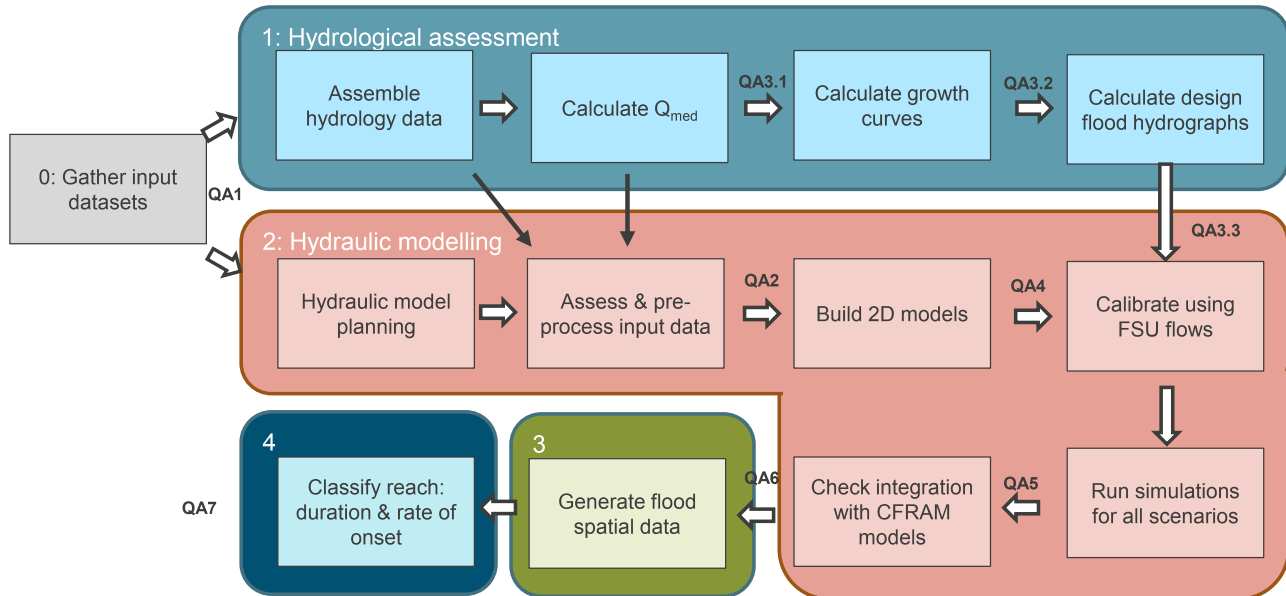 1: Hydrological assessment
Assemble
hydrology data
Calculate Qmed
QA3.1
Calculate growth
curves
QA3.2
Calculate design
flood hydrographs
0: Gather input
datasets
QA1
QA3.3
2: Hydraulic modelling
Hydraulic model
planning
Assess & pre-
process input data
QA2
Build 2D models
QA4
Calibrate using
FSU flows
4
Classify reach:
duration & rate of
onset
QA7
3
Generate flood
spatial data
QA6
Check integration
with CFRAM
models
QA5
Run simulations
for all scenarios